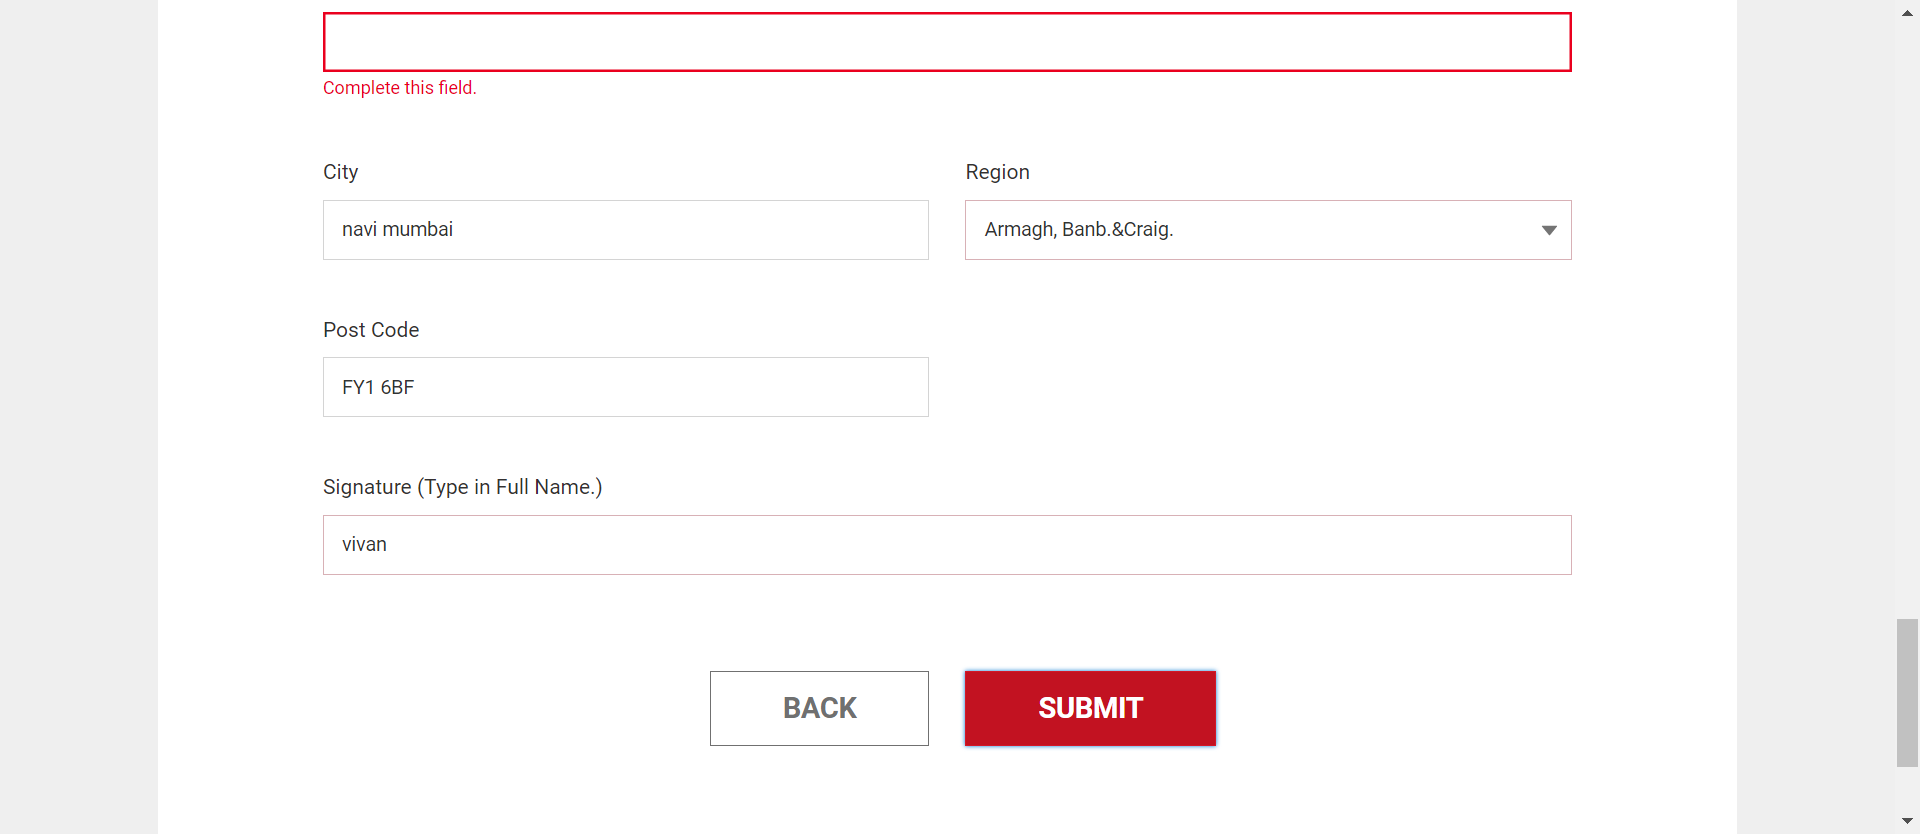 Complete this field.
City
Region
navi mumbai
Armagh, Banb.&Craig.
Post Code
FY1 6BF
Signature (Type in Full Name.)
vivan
BACK
SUBMIT